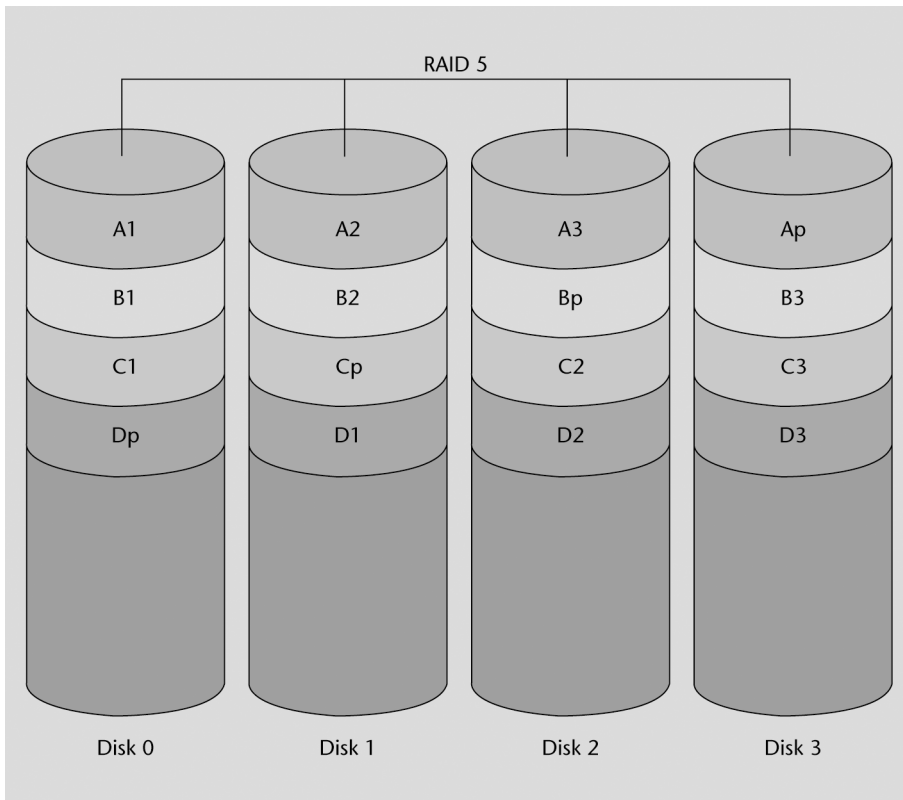 RAID 5
A1 A2 A3 Ap
B1 B2 Bp B3
C1 Cp C2 C3
Dp D1 D2 D3
Disk 0 Disk 1 Disk 2 Disk 3